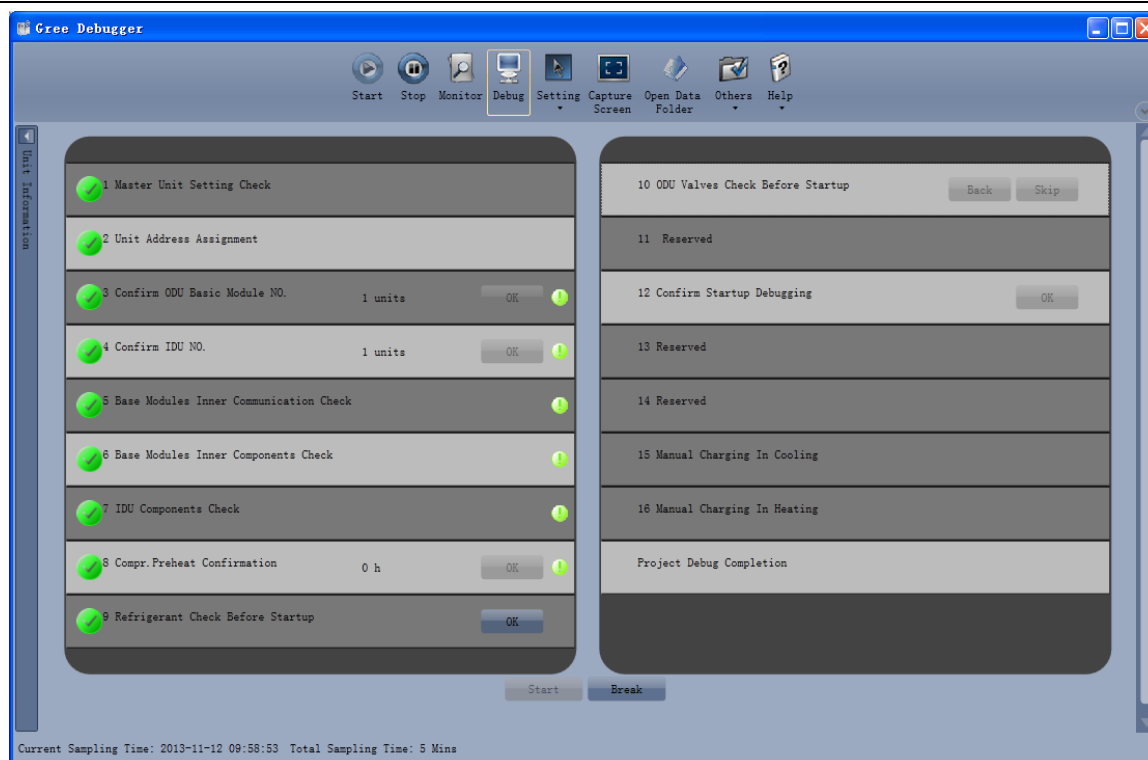 Gree Debugger
Start Stop Monitor Debug Setting Capture Screen Open Data Folder Others Help
Unit Information
1 Master Unit Setting Check
2 Unit Address Assignment
3 Confirm ODU Basic Module NO. 1 units OK
4 Confirm IDU NO. 1 units OK
5 Base Modules Inner Communication Check
6 Base Modules Inner Components Check
7 IDU Components Check
8 Compr.Preheat Confirmation 0 h OK
9 Refrigerant Check Before Startup OK
10 ODU Valves Check Before Startup Back Skip
11 Reserved
12 Confirm Startup Debugging OK
13 Reserved
14 Reserved
15 Manual Charging In Cooling
16 Manual Charging In Heating
Project Debug Completion
Start Break
Current Sampling Time: 2013-11-12 09:58:53 Total Sampling Time: 5 Mins